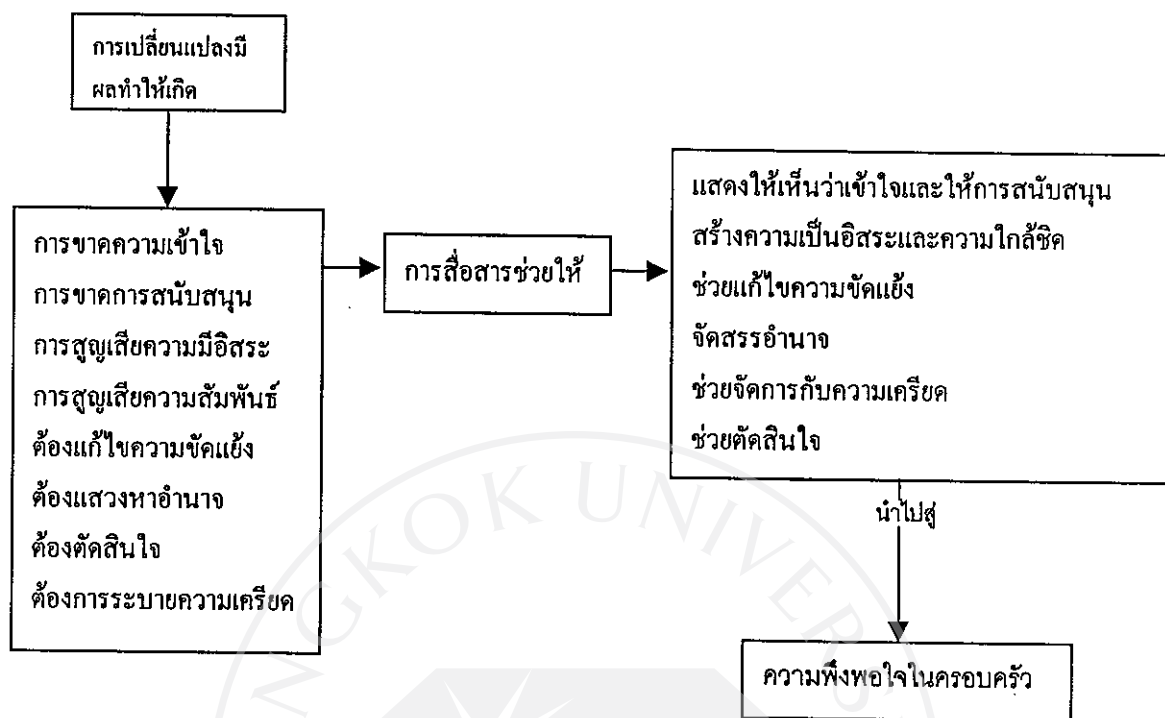 การเปลี่ยนแปลงมี
ผลทำให้เกิด
การขาดความเข้าใจ
การขาดการสนับสนุน
การสูญเสียความมีอิสระ
การสูญเสียความสัมพันธ์
ต้องแก้ไขความขัดแย้ง
ต้องแสวงหาอำนาจ
ต้องตัดสินใจ
ต้องการระบายความเครียด
การสื่อสารช่วยให้
แสดงให้เห็นว่าเข้าใจและให้การสนับสนุน
สร้างความเป็นอิสระและความใกล้ชิด
ช่วยแก้ไขความขัดแย้ง
จัดสรรอำนาจ
ช่วยจัดการกับความเครียด
ช่วยตัดสินใจ
นำไปสู่
ความพึงพอใจในครอบครัว
NGKOK UNIVERS